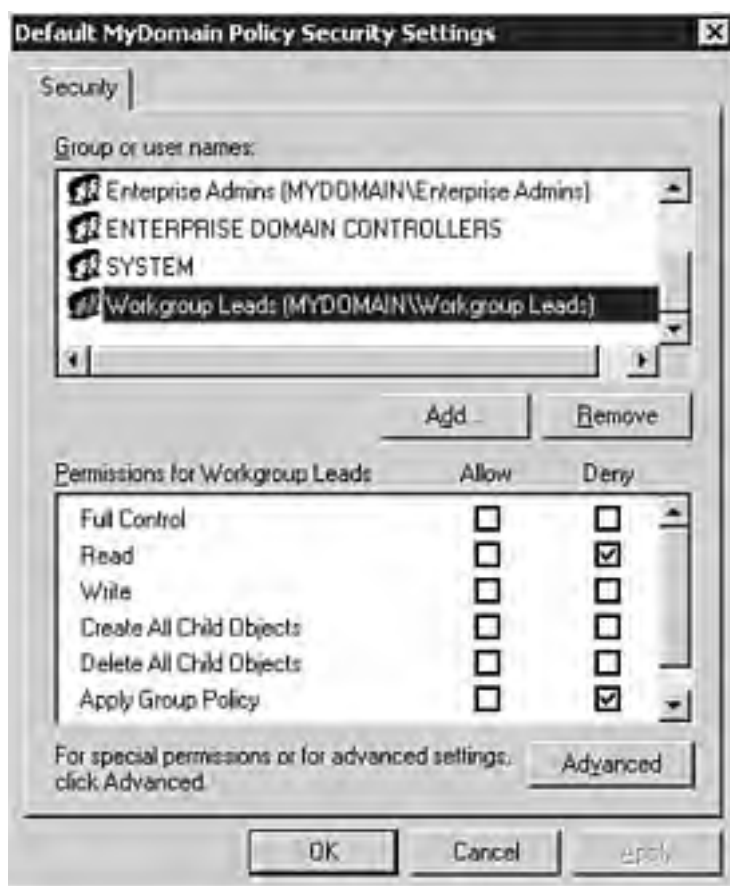 Default MyDomain Policy Security Settings
Security
Group or user names:
Enterprise Admins (MYDOMAIN\Enterprise Admins)
ENTERPRISE DOMAIN CONTROLLERS
SYSTEM
Workgroup Leads (MYDOMAIN\Workgroup Leads)
Add...
Remove
Permissions for Workgroup Leads Allow Deny
Full Control
Read
Write
Create All Child Objects
Delete All Child Objects
Apply Group Policy
For special permissions or for advanced settings,
click Advanced.
Advanced
OK Cancel Apply